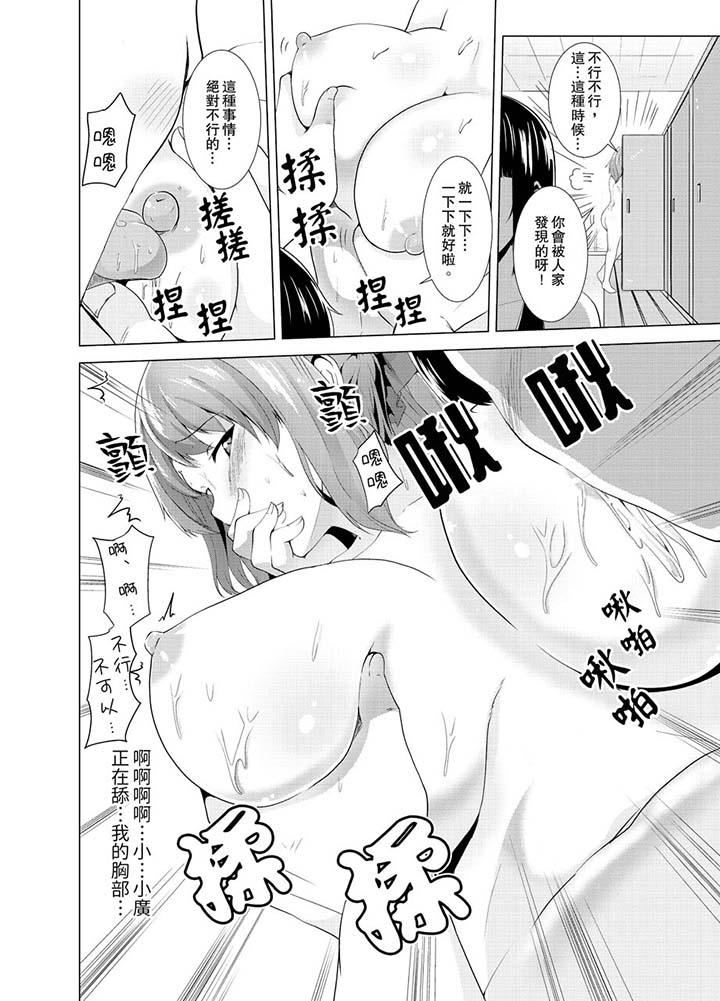 不行不行，
這…這種時候…
你會被人家
發現的呀！
就一下下…
一下下就好啦。
揉
揉
捏
捏
這種事情…
絕對不行的…
嗯
嗯
搓
搓
捏
捏
啾
啾
啾
啪
啾
啪
嗯
嗯
顫
顫
啊、啊…
不行…
不可以…
啊啊啊啊…小…小廣
正在舔…我的胸部…
揉
揉